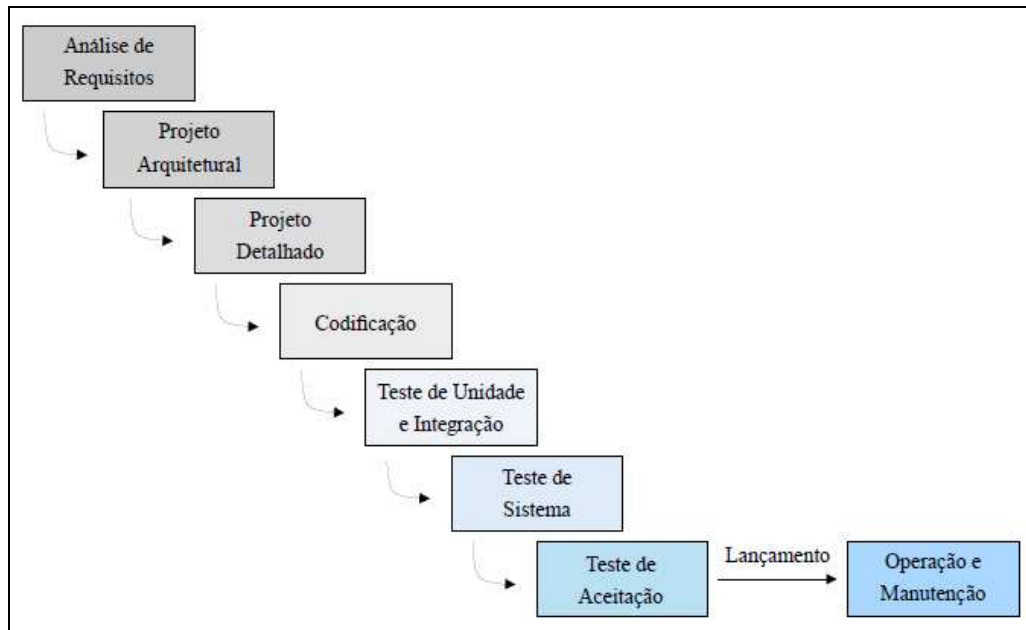 Análise de
Requisitos
Projeto
Arquitetural
Projeto
Detalhado
Codificação
Teste de Unidade
e Integração
Teste de
Sistema
Teste de
Aceitação
Lançamento
Operação e
Manutenção